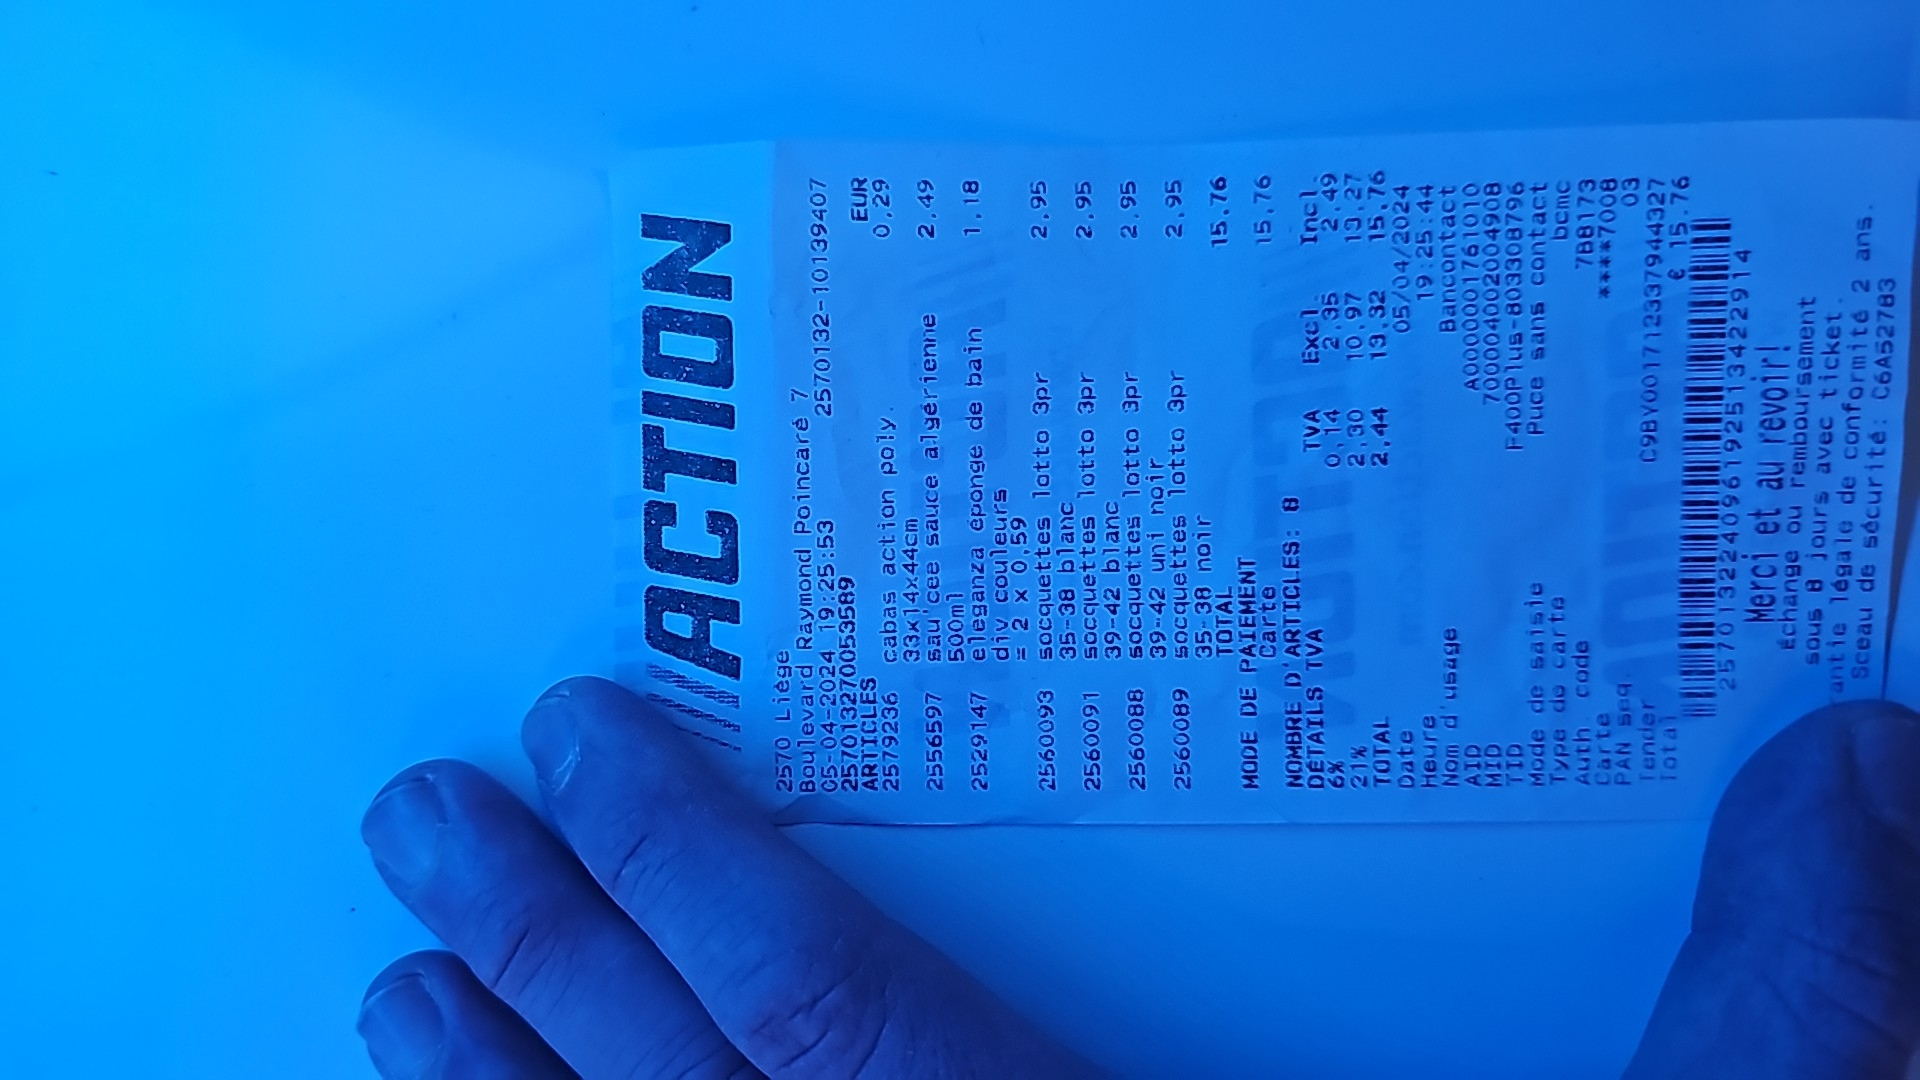 ACTION
2570 Liège
Boulevard Raymond Poincaré 7
05-04-2024 19:25:53 2570132-10139407
2570132700053589
ARTICLES EUR
2579236 cabas action poly. 0,29
33x14x44cm
2556597 sau'cee sauce algérienne 2,49
500ml
2529147 eleganza éponge de bain 1,18
div couleurs
= 2 x 0,59
2560093 socquettes lotto 3pr 2,95
35-38 blanc
2560091 socquettes lotto 3pr 2,95
39-42 blanc
2560088 socquettes lotto 3pr 2,95
39-42 uni noir
2560089 socquettes lotto 3pr 2,95
35-38 noir
TOTAL 15,76
MODE DE PAIEMENT
Carte 15,76
NOMBRE D'ARTICLES: 8
DÉTAILS TVA TVA Excl. Incl.
6% 0,14 2,35 2,49
21% 2,30 10,97 13,27
TOTAL 2,44 13,32 15,76
Date 05/04/2024
Heure 19:25:44
Nom d'usage Bancontact
AID A0000001761010
MID 700004002004908
TID F400Plus-803308796
Mode de saisie Puce sans contact
Type de carte bcmc
Auth. code 7B8173
Carte ****7008
PAN seq. 03
Tender C9BY001712337944327
Total € 15.76
2570132240961925134222914
Merci et au revoir!
échange ou remboursement
sous 8 jours avec ticket.
antie légale de conformité 2 ans.
Sceau de sécurité: C6A52783